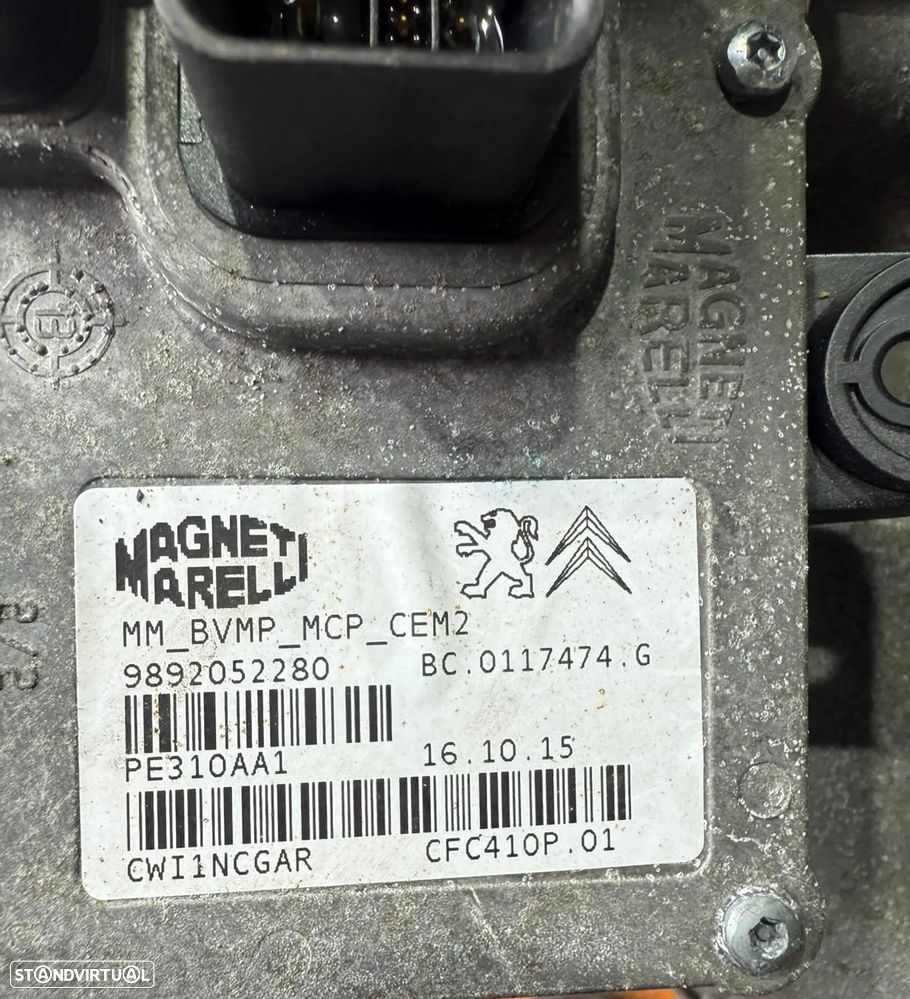 MAGNETI
MARELLI
MAGNETI
MARELLI
MM_BVMP_MCP_CEM2
9892052280 BC.0117474.G
PE310AA1 16.10.15
CWI1NCGAR CFC410P.01
STANDVIRTUAL